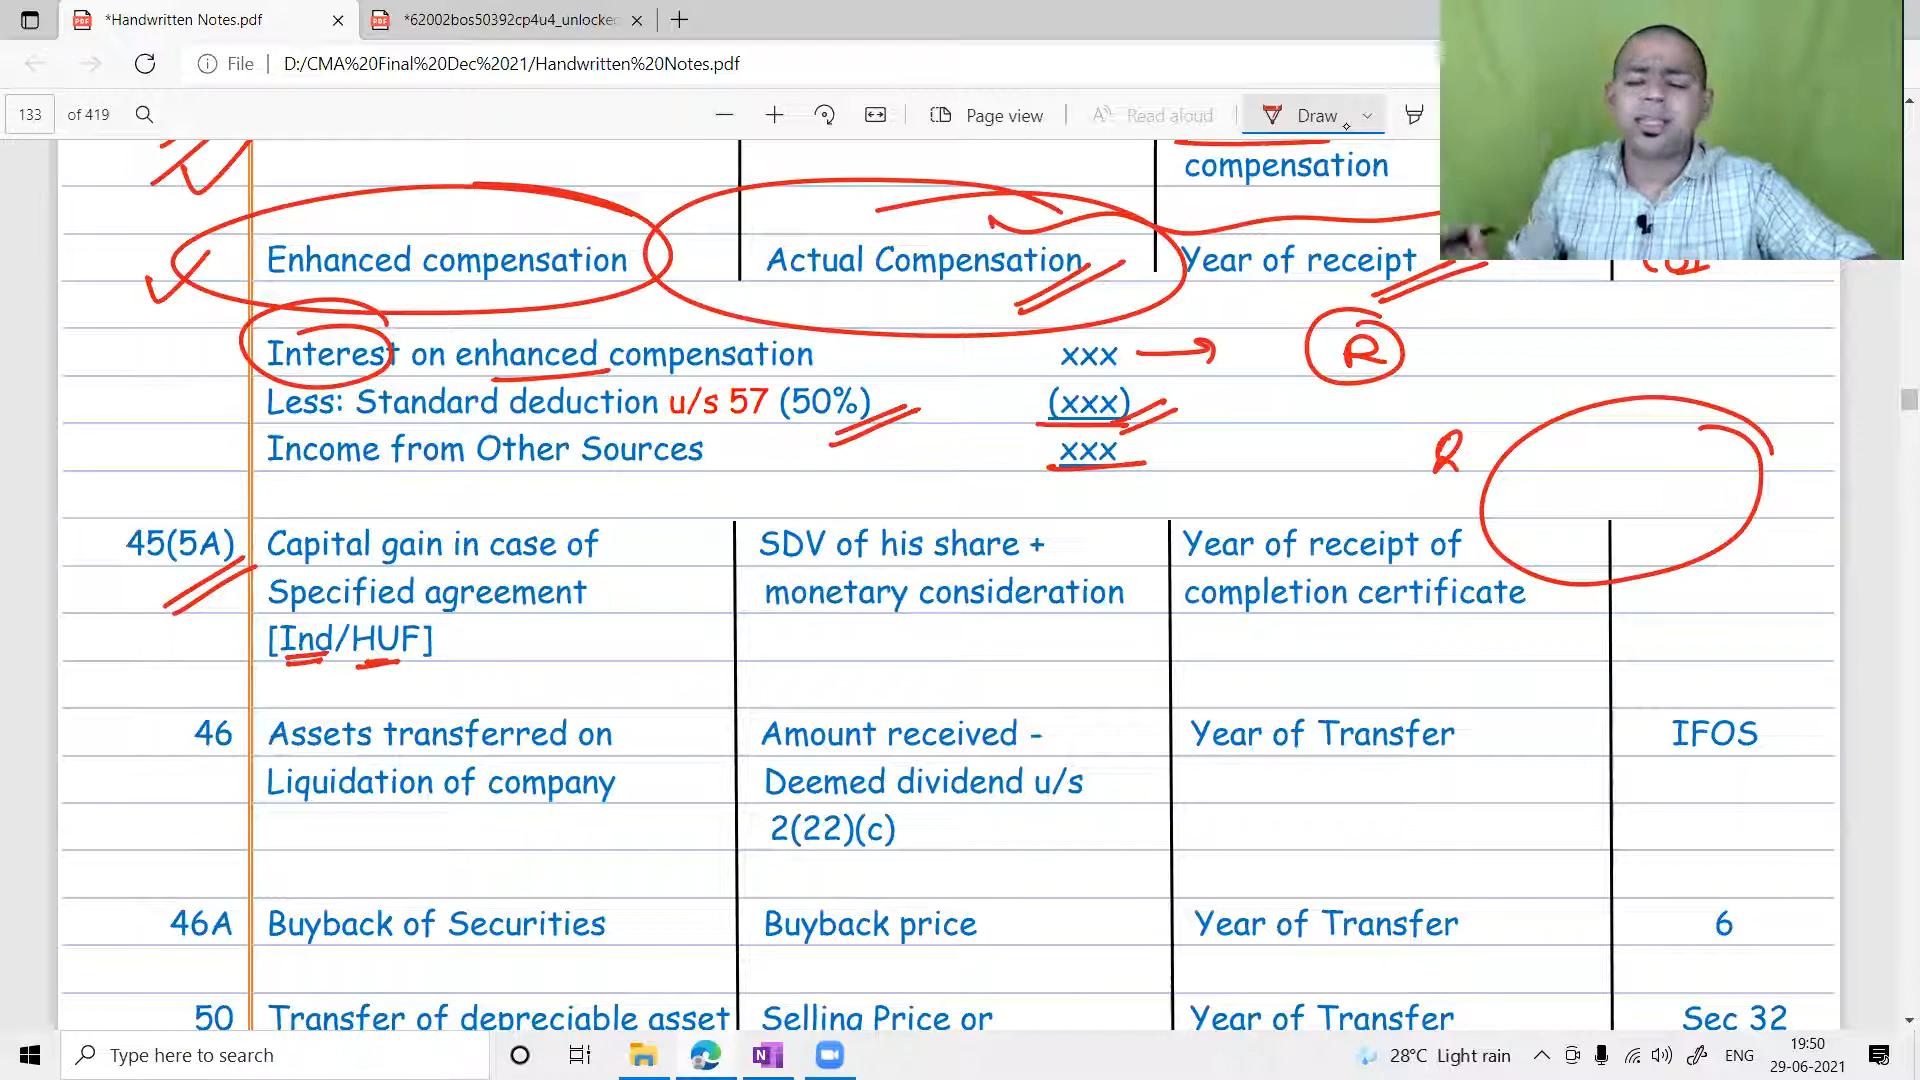 *Handwritten Notes.pdf
*62002bos50392cp4u4_unlocked
File D:/CMA%20Final%20Dec%2021/Handwritten%20Notes.pdf
133 of 419 Page view Read aloud Draw
compensation
Enhanced compensation Actual Compensation Year of receipt
Interest on enhanced compensation xxx R
Less: Standard deduction u/s 57 (50%) (xxx)
Income from Other Sources xxx R
45(5A) Capital gain in case of SDV of his share + Year of receipt of
Specified agreement monetary consideration completion certificate
[Ind/HUF]
46 Assets transferred on Amount received - Year of Transfer IFOS
Liquidation of company Deemed dividend u/s
2(22)(c)
46A Buyback of Securities Buyback price Year of Transfer 6
50 Transfer of depreciable asset Selling Price or Year of Transfer Sec 32
Type here to search 28°C Light rain ENG 19:50
29-06-2021